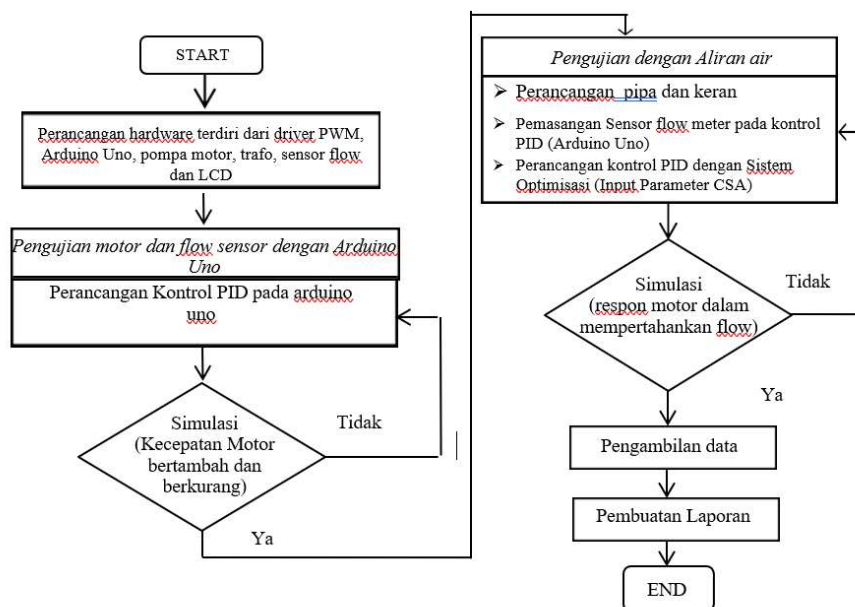 START
Perancangan hardware terdiri dari driver PWM,
Arduino Uno, pompa motor, trafo, sensor flow
dan LCD
Pengujian motor dan flow sensor dengan Arduino
Uno
Perancangan Kontrol PID pada arduino
uno
Simulasi
(Kecepatan Motor
bertambah dan
berkurang)
Tidak
Ya
Pengujian dengan Aliran air
➤ Perancangan pipa dan keran
➤ Pemasangan Sensor flow meter pada kontrol
PID (Arduino Uno)
➤ Perancangan kontrol PID dengan Sistem
Optimisasi (Input Parameter CSA)
Simulasi
(respon motor dalam
mempertahankan flow)
Tidak
Ya
Pengambilan data
Pembuatan Laporan
END